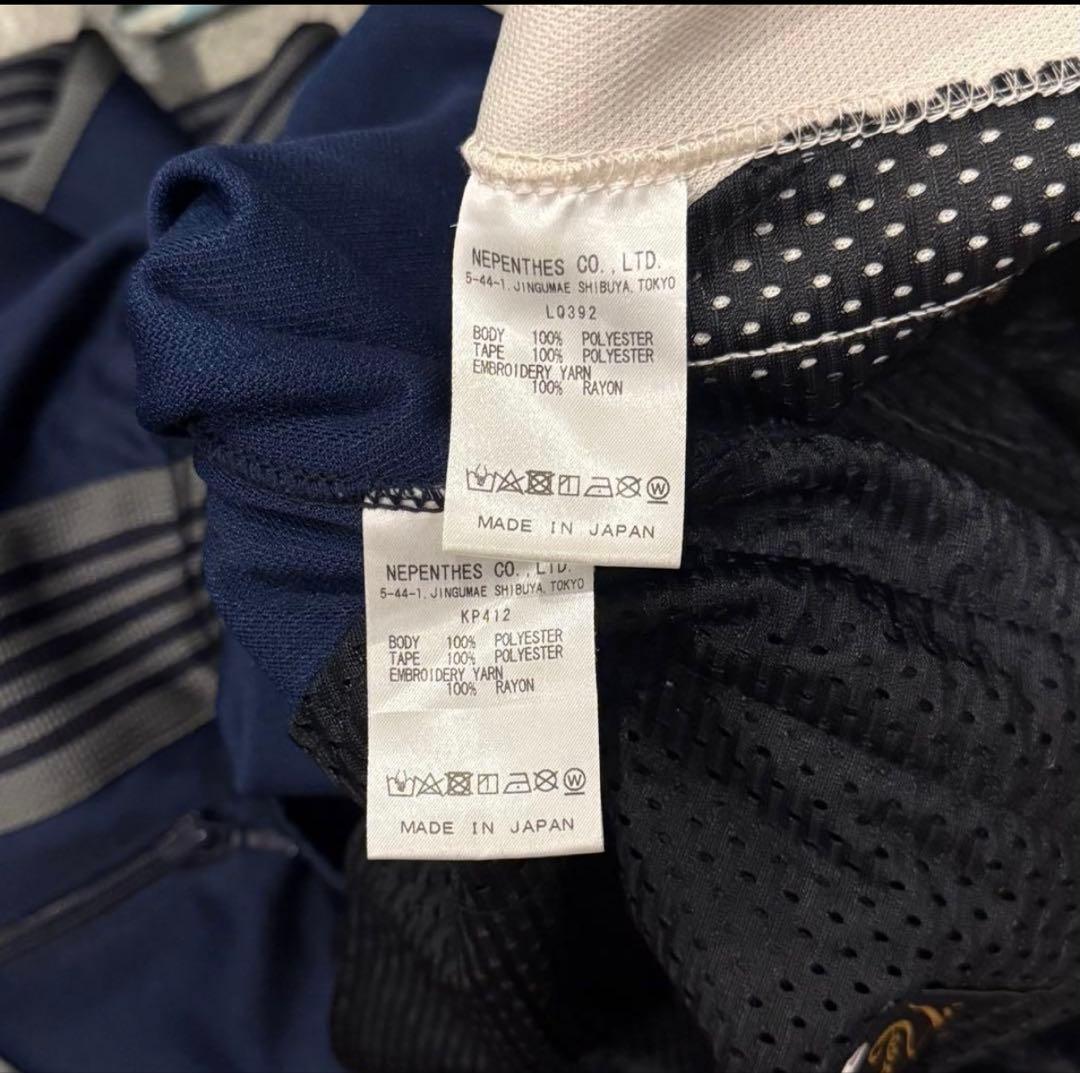 NEPENTHES CO., LTD.
5-44-1, JINGUMAE SHIBUYA, TOKYO
LQ392
BODY 100% POLYESTER
TAPE 100% POLYESTER
EMBROIDERY YARN
100% RAYON
W
MADE IN JAPAN
NEPENTHES CO., LTD.
5-44-1, JINGUMAE SHIBUYA, TOKYO
KP412
BODY 100% POLYESTER
TAPE 100% POLYESTER
EMBROIDERY YARN
100% RAYON
W
MADE IN JAPAN